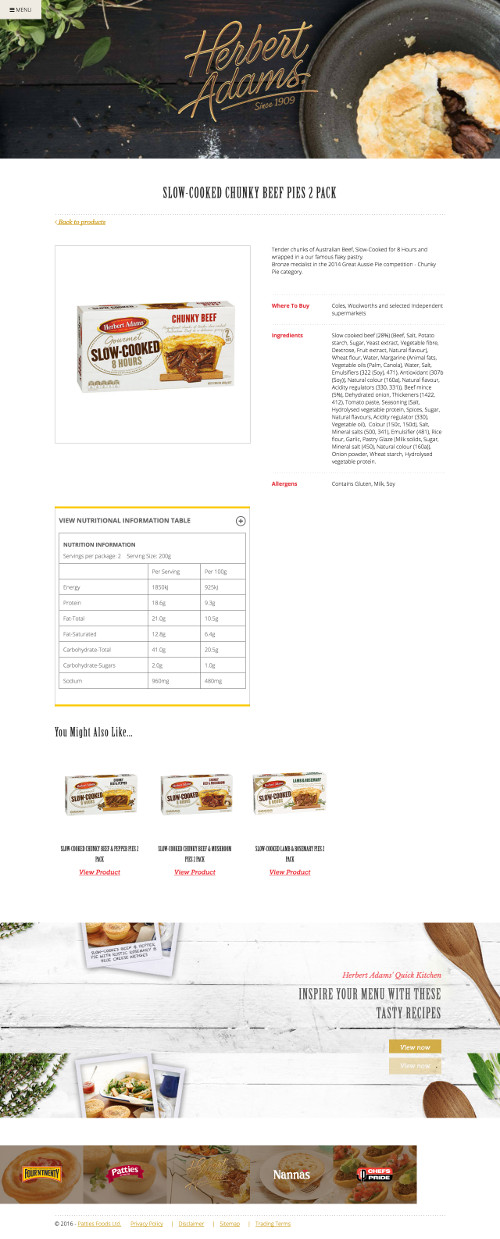 MENU
Herbert
Adams
Since 1909
SLOW-COOKED CHUNKY BEEF PIES 2 PACK
‹ Back to products
Tender chunks of Australian Beef, Slow-Cooked for 8 Hours and
wrapped in a our famous flaky pastry.
Bronze medalist in the 2014 Great Aussie Pie competition - Chunky
Pie category.
Where To Buy
Coles, Woolworths and selected independent
supermarkets
Ingredients
Slow cooked beef (28%) (Beef, Salt, Potato
starch, Sugar, Yeast extract, Vegetable fibre,
Dextrose, Fruit extract, Natural flavour),
Wheat flour, Water, Margarine (Animal fats,
Vegetable oils (Palm, Canola), Water, Salt,
Emulsifiers (322 (Soy), 471), Antioxidant (307b
(Soy)), Natural colour (160a), Natural flavour,
Acidity regulators (330, 331)), Beef mince
(5%), Dehydrated onion, Thickeners (1422,
412), Tomato paste, Seasoning (Salt,
Hydrolysed vegetable protein, Spices, Sugar,
Natural flavours, Acidity regulator (330),
Vegetable oil), Colour (150c, 150d), Salt,
Mineral salts (500, 341), Emulsifier (481), Rice
flour, Garlic, Pastry Glaze (Milk solids, Sugar,
Mineral salt (450), Natural colour (160a)),
Onion powder, Wheat starch, Hydrolysed
vegetable protein.
Allergens
Contains Gluten, Milk, Soy
Herbert Adams
CHUNKY BEEF
Gourmet
SLOW-COOKED
8 HOURS
VIEW NUTRITIONAL INFORMATION TABLE
NUTRITION INFORMATION
Servings per package: 2 Serving Size: 200g
Per Serving Per 100g
Energy 1850kj 925kj
Protein 18.6g 9.3g
Fat-Total 21.0g 10.5g
Fat-Saturated 12.8g 6.4g
Carbohydrate-Total 41.0g 20.5g
Carbohydrate-Sugars 2.0g 1.0g
Sodium 960mg 480mg
You Might Also Like...
SLOW-COOKED
SLOW-COOKED
SLOW-COOKED
SLOW-COOKED CHUNKY BEEF & PEPPER PIES 2
PACK
View Product
SLOW-COOKED CHUNKY BEEF & MUSHROOM
PIES 2 PACK
View Product
SLOW-COOKED LAMB & ROSEMARY PIES 2
PACK
View Product
Herbert Adams' Quick Kitchen
INSPIRE YOUR MENU WITH THESE
TASTY RECIPES
View now
View now
FOUR'N TWENTY
Patties
Nanna's
CHEFS
PRIDE
© 2016 - Patties Foods Ltd. Privacy Policy | Disclaimer | Sitemap | Trading Terms